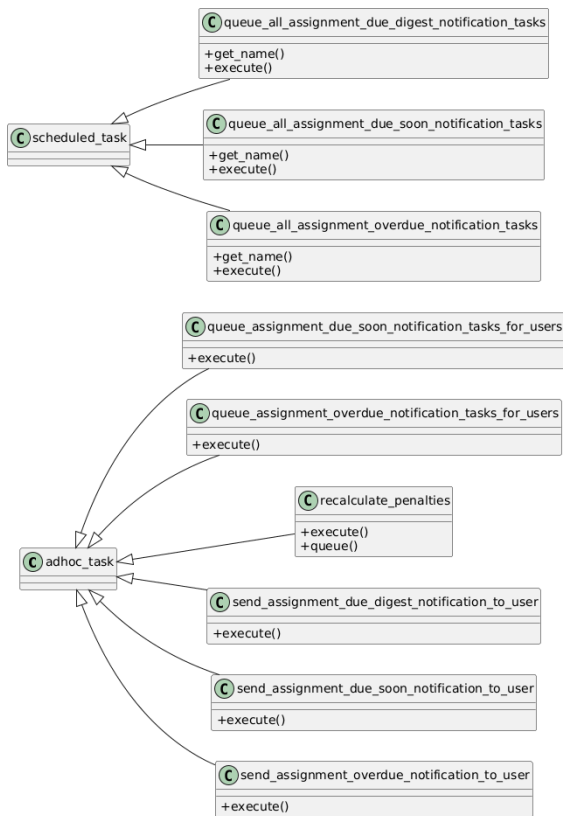 C queue_all_assignment_due_digest_notification_tasks
+get_name()
+execute()
C scheduled_task
C queue_all_assignment_due_soon_notification_tasks
+get_name()
+execute()
C queue_all_assignment_overdue_notification_tasks
+get_name()
+execute()
C queue_assignment_due_soon_notification_tasks_for_users
+execute()
C queue_assignment_overdue_notification_tasks_for_users
+execute()
C recalculate_penalties
+execute()
+queue()
C adhoc_task
C send_assignment_due_digest_notification_to_user
+execute()
C send_assignment_due_soon_notification_to_user
+execute()
C send_assignment_overdue_notification_to_user
+execute()